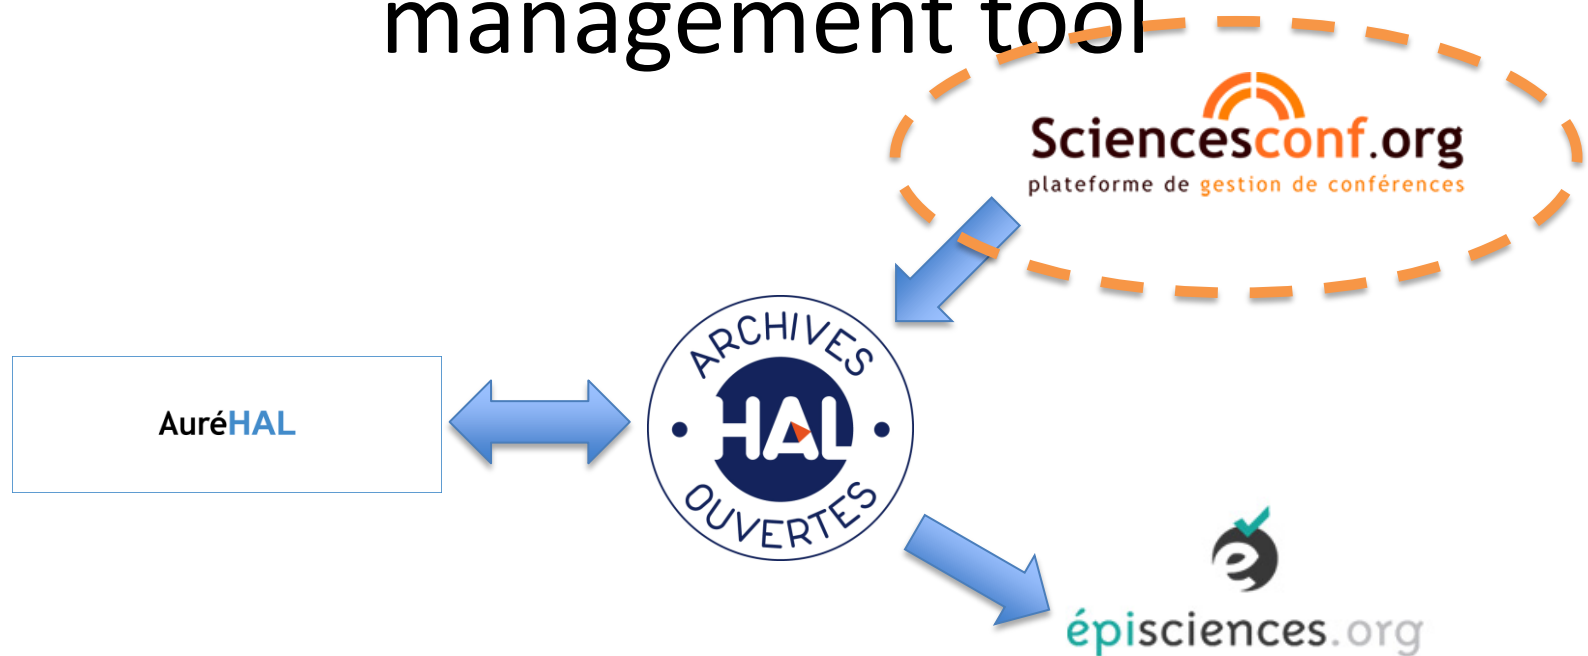 management tool
Sciencesconf.org
plateforme de gestion de conférences
ARCHIVES
HAL
OUVERTES
AuréHAL
épisciences.org